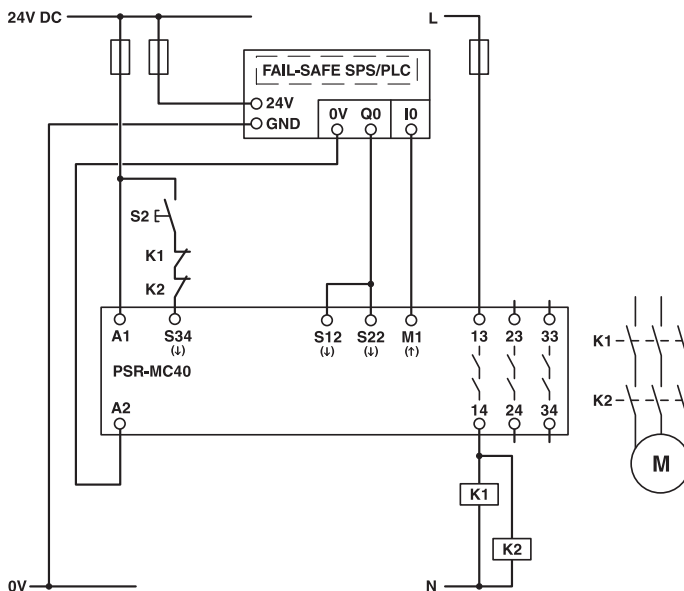 24V DC
L
FAIL-SAFE SPS/PLC
24V
GND
0V Q0 I0
S2
K1
K2
A1 S34 S12 S22 M1 13 23 33
(↓) (↓) (↓) (↑)
PSR-MC40
A2 14 24 34
K1
K2
M
K1
K2
0V
N